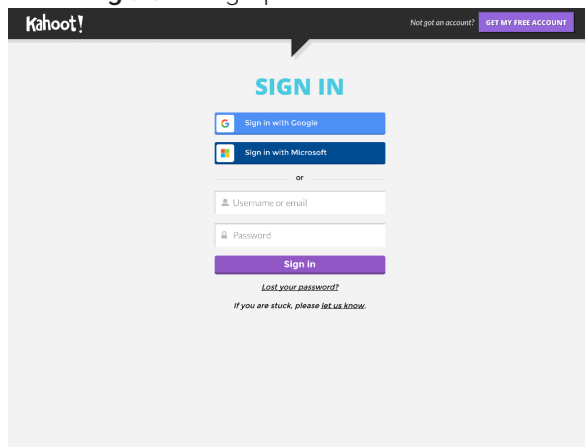 Kahoot!
Not got an account? GET MY FREE ACCOUNT
SIGN IN
Sign in with Google
Sign in with Microsoft
or
Username or email
Password
Sign in
Lost your password?
If you are stuck, please let us know.